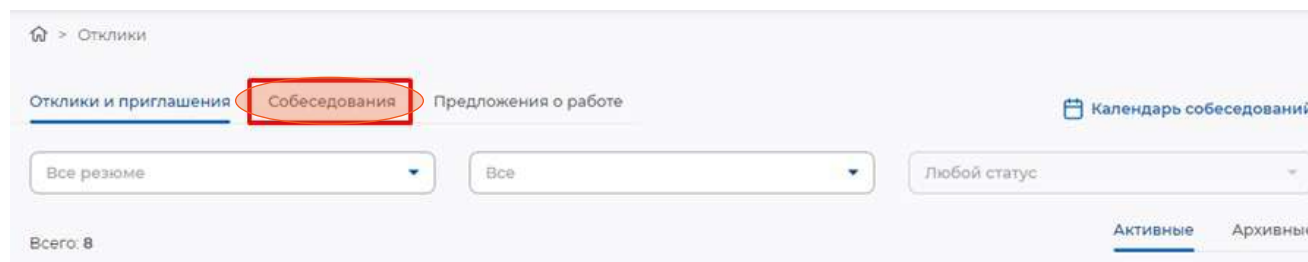 > Отклики
Отклики и приглашения Собеседования Предложения о работе
Календарь собеседований
Все резюме Все Любой статус
Всего: 8 Активные Архивные